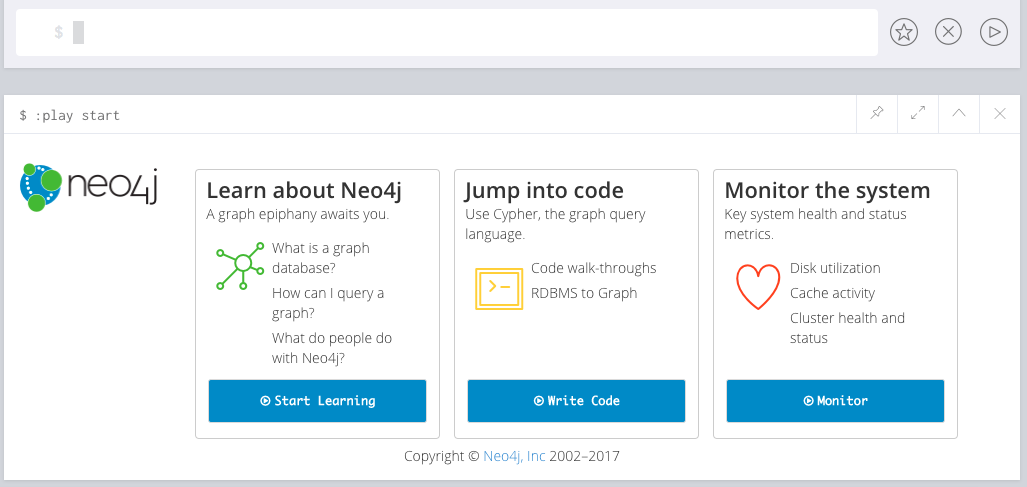 $
$ :play start
neo4j
Learn about Neo4j
A graph epiphany awaits you.
What is a graph
database?
How can I query a
graph?
What do people do
with Neo4j?
Start Learning
Jump into code
Use Cypher, the graph query
language.
Code walk-throughs
RDBMS to Graph
Write Code
Monitor the system
Key system health and status
metrics.
Disk utilization
Cache activity
Cluster health and
status
Monitor
Copyright © Neo4j, Inc 2002–2017